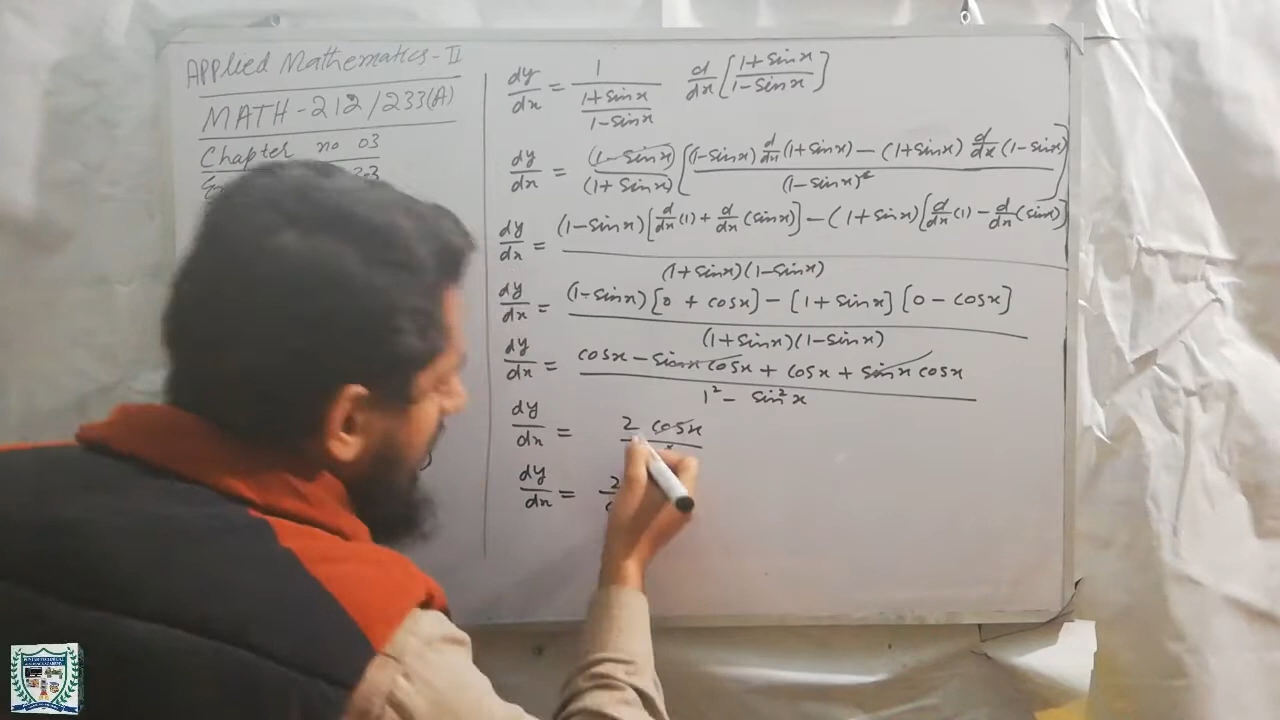 APPlied Mathematics - II
MATH - 212/233(A)
Chapter no 03
dy/dx = 1/((1+sinx)/(1-sinx)) d/dx [(1+sinx)/(1-sinx)]
dy/dx = (1-sinx)/(1+sinx) [((1-sinx) d/dx (1+sinx) - (1+sinx) d/dx (1-sinx))/(1-sinx)²]
dy/dx = ((1-sinx)[d/dx (1) + d/dx (sinx)] - (1+sinx)[d/dx (1) - d/dx (sinx)])/((1+sinx)(1-sinx))
dy/dx = ((1-sinx)[0 + cosx] - [1+sinx][0 - cosx])/((1+sinx)(1-sinx))
dy/dx = (cosx - sinx cosx + cosx + sinx cosx)/(1² - sin²x)
dy/dx = 2 cosx
dy/dx = 2